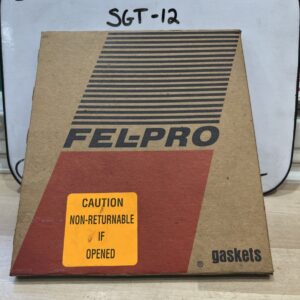 SGT-12
FEL-PRO
CAUTION
NON-RETURNABLE
IF
OPENED
® gaskets